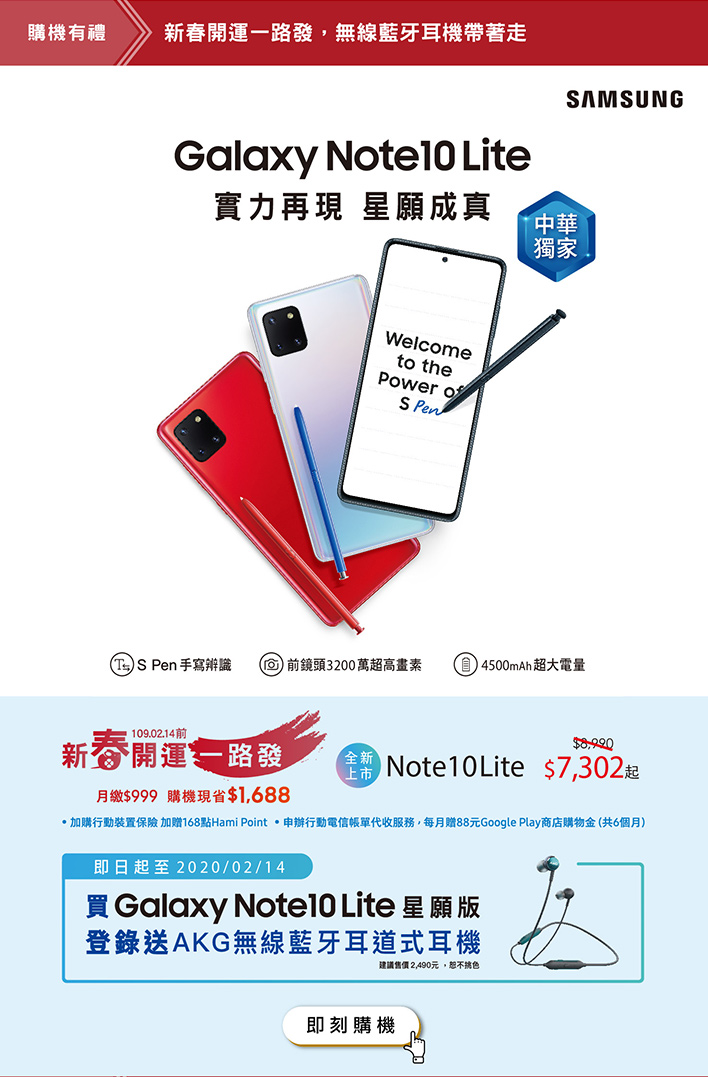 購機有禮
新春開運一路發，無線藍牙耳機帶著走
SAMSUNG
Galaxy Note10 Lite
實力再現 星願成真
中華
獨家
Welcome
to the
Power of
S Pen
S Pen 手寫辨識
前鏡頭3200萬超高畫素
4500mAh超大電量
109.02.14前
新春開運一路發
月繳$999 購機現省$1,688
全新
上市
Note10Lite
$8,990
$7,302起
• 加購行動裝置保險 加贈168點Hami Point • 申辦行動電信帳單代收服務，每月贈88元Google Play商店購物金 (共6個月)
即日起至 2020/02/14
買 Galaxy Note10 Lite 星願版
登錄送AKG無線藍牙耳道式耳機
建議售價2,490元，恕不挑色
即刻購機